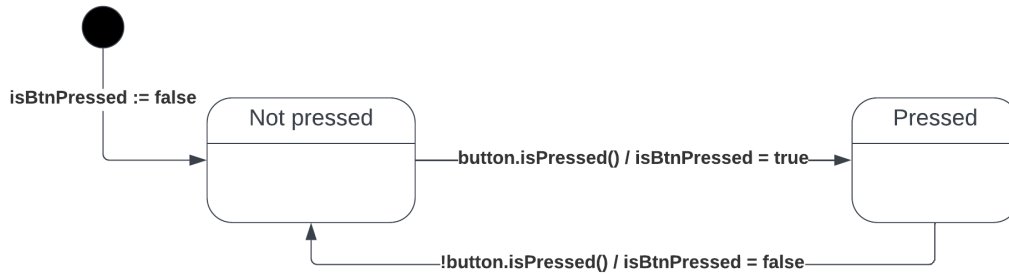 isBtnPressed := false
Not pressed
Pressed
button.isPressed() / isBtnPressed = true
!button.isPressed() / isBtnPressed = false